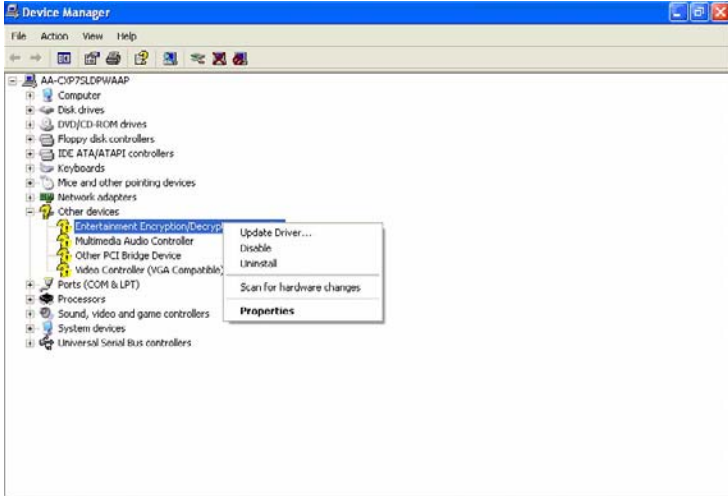 Device Manager
File Action View Help
AA-CXP7SLDPWAAP
Computer
Disk drives
DVD/CD-ROM drives
Floppy disk controllers
IDE ATA/ATAPI controllers
Keyboards
Mice and other pointing devices
Network adapters
Other devices
Entertainment Encryption/Decryp
Multimedia Audio Controller
Other PCI Bridge Device
Video Controller (VGA Compatible)
Ports (COM & LPT)
Processors
Sound, video and game controllers
System devices
Universal Serial Bus controllers
Update Driver...
Disable
Uninstall
Scan for hardware changes
Properties